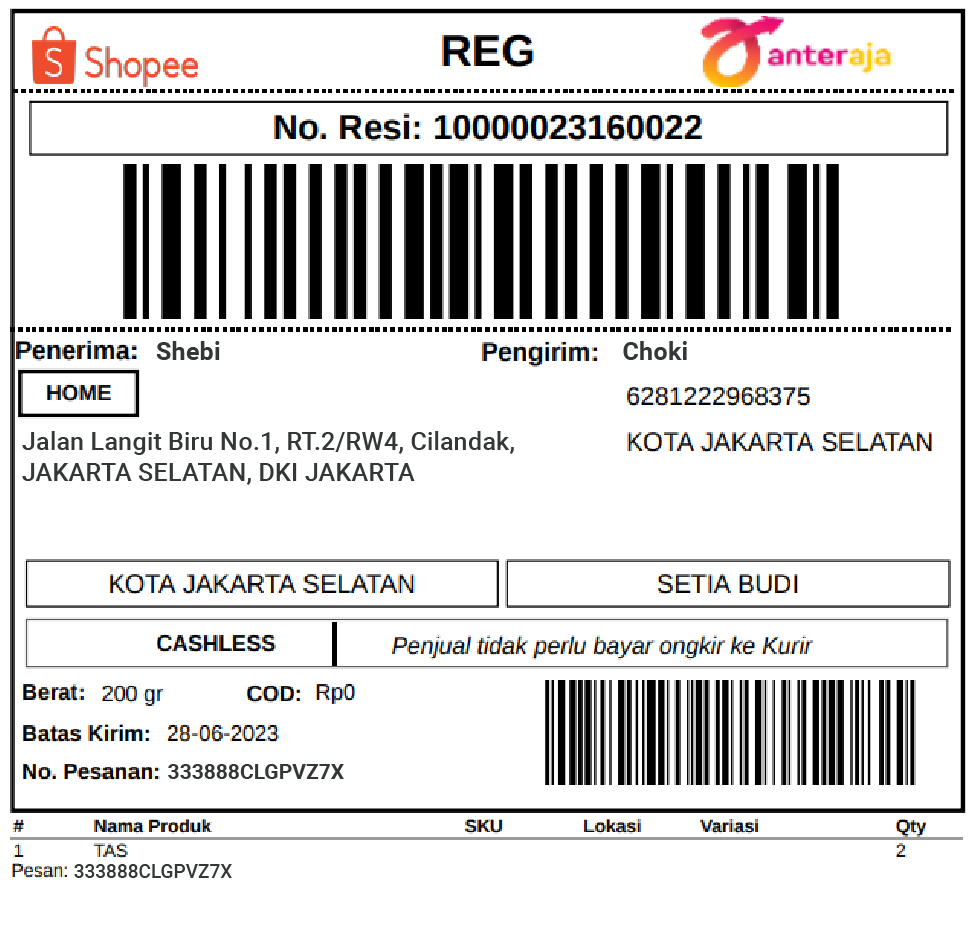 Shopee REG anteraja
No. Resi: 10000023160022
Penerima: Shebi Pengirim: Choki
HOME 6281222968375
Jalan Langit Biru No.1, RT.2/RW4, Cilandak, KOTA JAKARTA SELATAN
JAKARTA SELATAN, DKI JAKARTA
KOTA JAKARTA SELATAN SETIA BUDI
CASHLESS Penjual tidak perlu bayar ongkir ke Kurir
Berat: 200 gr COD: Rp0
Batas Kirim: 28-06-2023
No. Pesanan: 333888CLGPVZ7X
# Nama Produk SKU Lokasi Variasi Qty
1 TAS 2
Pesan: 333888CLGPVZ7X